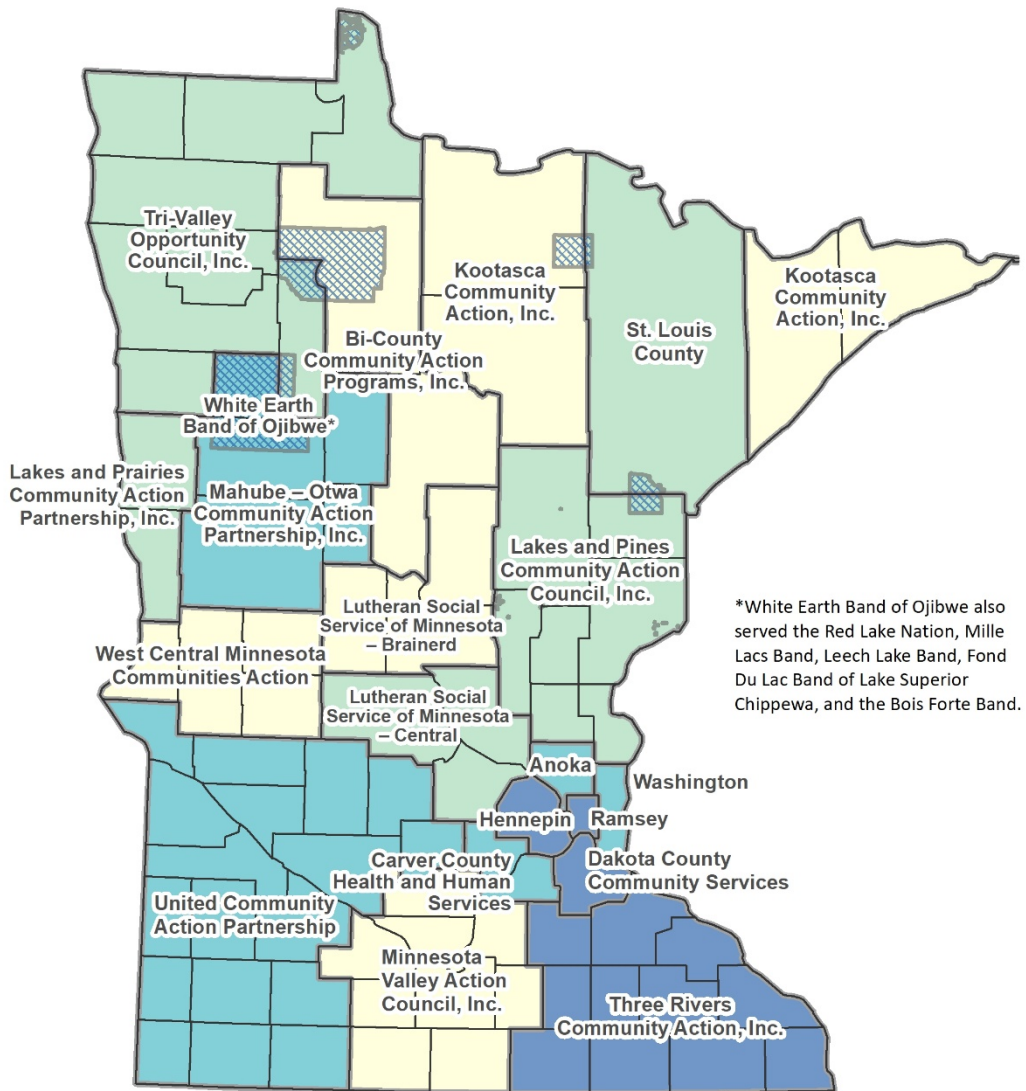 Tri-Valley
Opportunity
Council, Inc.
Kootasca
Community
Action, Inc.
Kootasca
Community
Action, Inc.
St. Louis
County
Bi-County
Community Action
Programs, Inc.
White Earth
Band of Ojibwe*
Lakes and Prairies
Community Action
Partnership, Inc.
Mahube – Otwa
Community Action
Partnership, Inc.
Lakes and Pines
Community Action
Council, Inc.
*White Earth Band of Ojibwe also
served the Red Lake Nation, Mille
Lacs Band, Leech Lake Band, Fond
Du Lac Band of Lake Superior
Chippewa, and the Bois Forte Band.
Lutheran Social
Service of Minnesota
– Brainerd
West Central Minnesota
Communities Action
Lutheran Social
Service of Minnesota
– Central
Anoka
Washington
Hennepin
Ramsey
Carver County
Health and Human
Services
Dakota County
Community Services
United Community
Action Partnership
Minnesota
Valley Action
Council, Inc.
Three Rivers
Community Action, Inc.